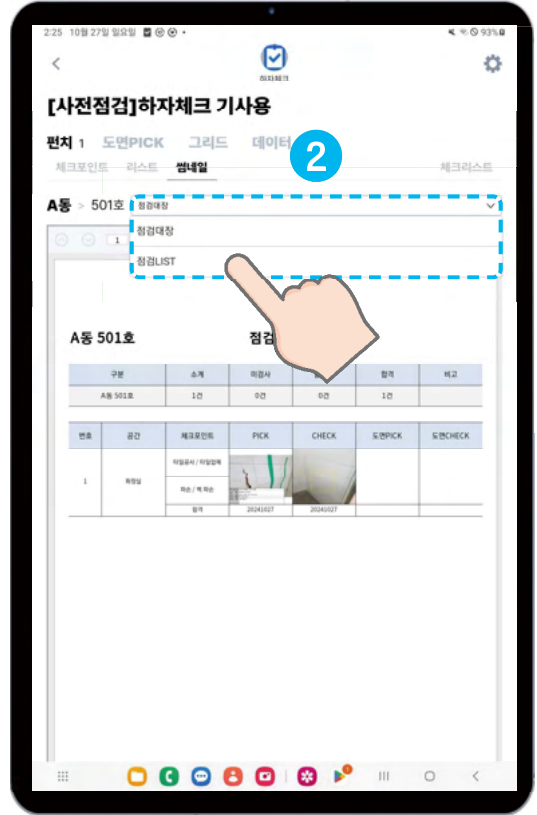 2:25 10월 27일 일요일 93%
하자체크
[사전점검]하자체크 기사용
펀치 1 도면PICK 그리드 데이터
2
체크포인트 리스트 썸네일 체크리스트
A동 > 501호 점검대장
점검대장
1
점검LIST
A동 501호 점검
구분 소계 미검사 합격 비고
A동 501호 1건 0건 0건 1건
번호 공간 체크포인트 PICK CHECK 도면PICK 도면CHECK
타일공사 / 타일접목
1 화장실
파손 / 벽 파손
합격 20241027 20241027